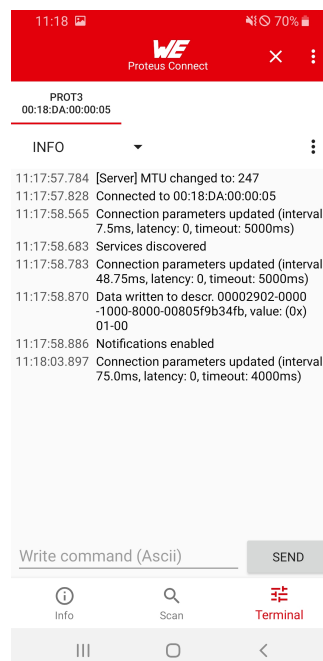 11:18 70%
WE
Proteus Connect
PROT3
00:18:DA:00:00:05
INFO
11:17:57.784 [Server] MTU changed to: 247
11:17:57.828 Connected to 00:18:DA:00:00:05
11:17:58.565 Connection parameters updated (interval
7.5ms, latency: 0, timeout: 5000ms)
11:17:58.683 Services discovered
11:17:58.783 Connection parameters updated (interval
48.75ms, latency: 0, timeout: 5000ms)
11:17:58.870 Data written to descr. 00002902-0000
-1000-8000-00805f9b34fb, value: (0x)
01-00
11:17:58.886 Notifications enabled
11:18:03.897 Connection parameters updated (interval
75.0ms, latency: 0, timeout: 4000ms)
Write command (Ascii) SEND
Info Scan Terminal